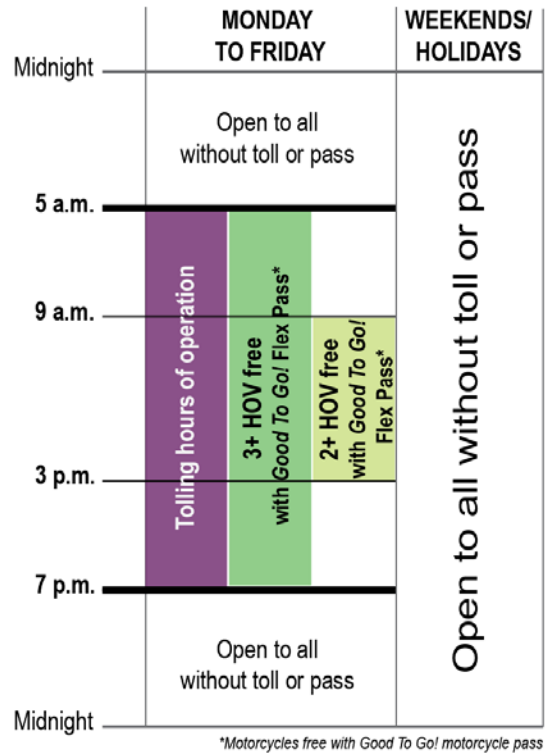 MONDAY
TO FRIDAY
WEEKENDS/
HOLIDAYS
Midnight
Open to all
without toll or pass
5 a.m.
9 a.m.
3 p.m.
7 p.m.
Tolling hours of operation
3+ HOV free
with Good To Go! Flex Pass*
2+ HOV free
with Good To Go!
Flex Pass*
Open to all without toll or pass
Open to all
without toll or pass
Midnight
*Motorcycles free with Good To Go! motorcycle pass